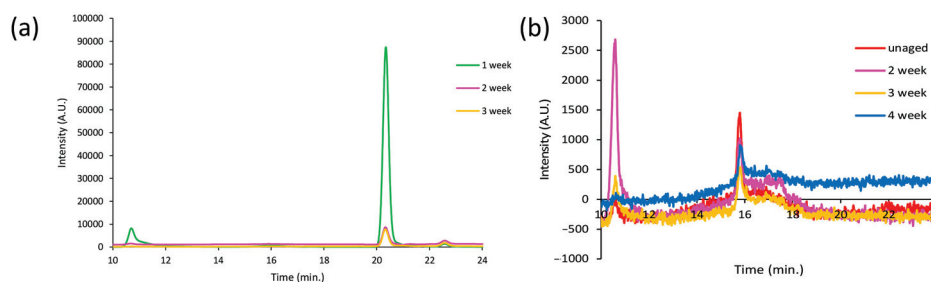 (a)
100000
90000
80000
70000
60000
50000
40000
30000
20000
10000
0
Intensity (A.U.)
10 12 14 16 18 20 22 24
Time (min.)
1 week
2 week
3 week
(b)
3000
2500
2000
1500
1000
500
0
-500
-1000
Intensity (A.U.)
10 12 14 16 18 20 22
Time (min.)
unaged
2 week
3 week
4 week